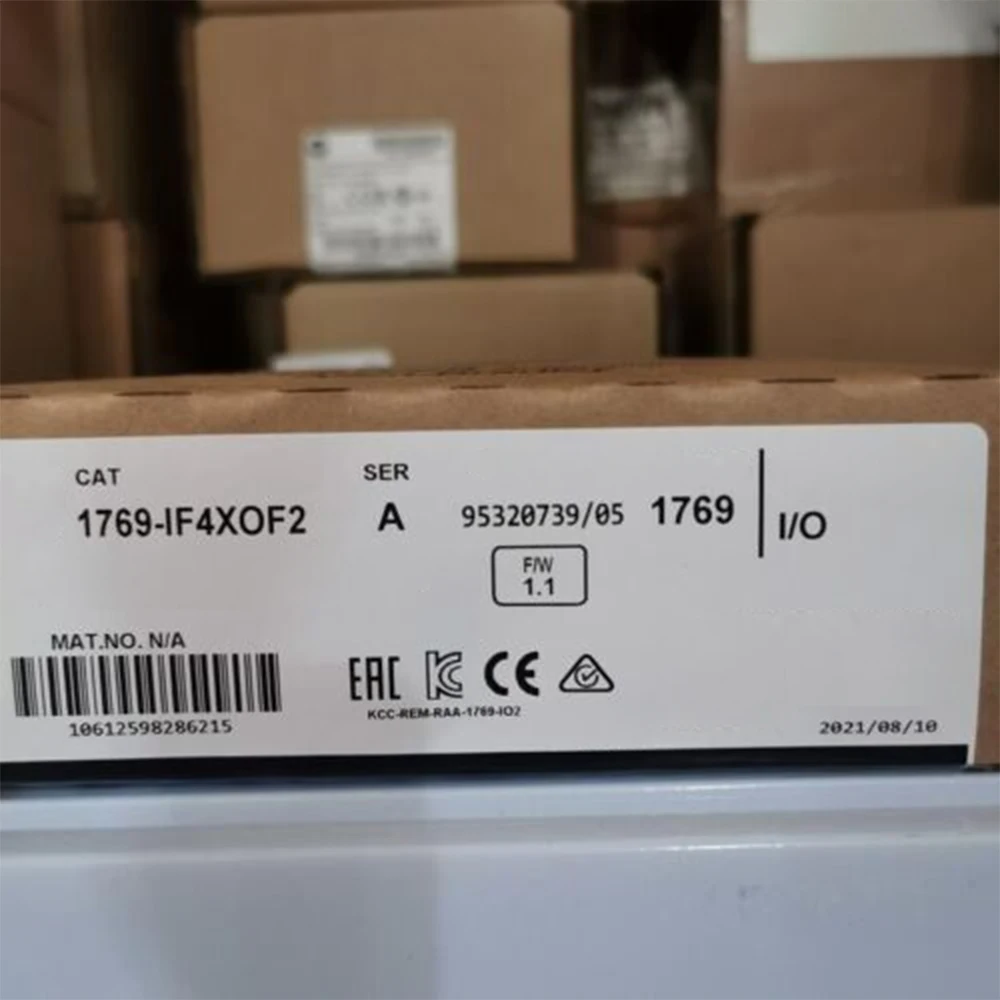 CAT
1769-IF4XOF2
SER
A
95320739/05
1769
I/O
F/W
1.1
MAT.NO. N/A
10612598286215
EAC
CE
KCC-REM-RAA-1769-IO2
2021/08/10